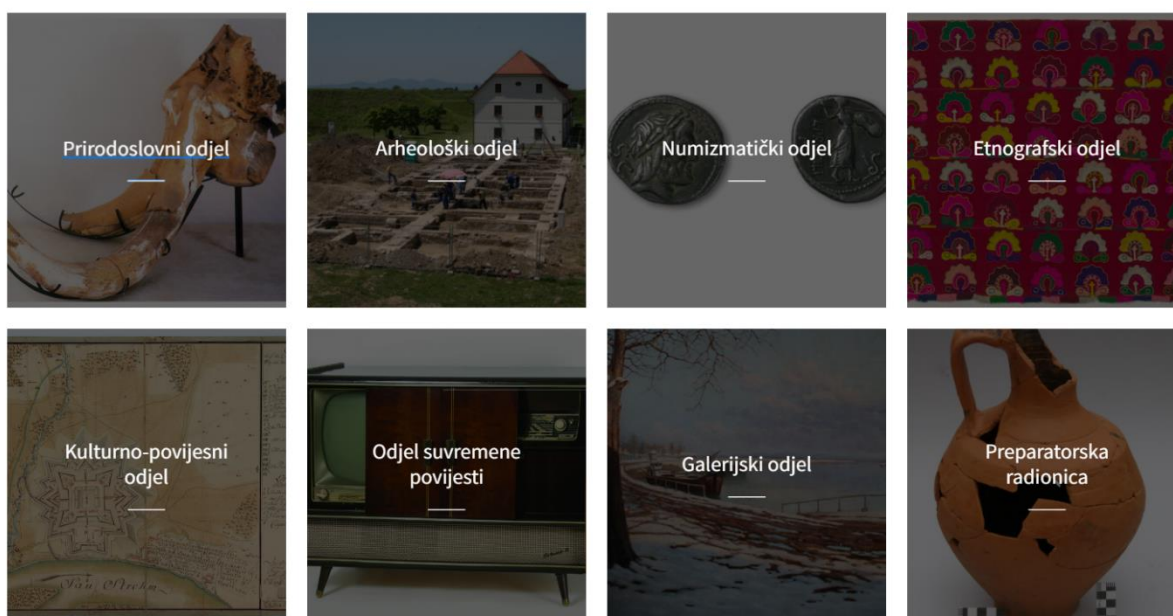 Prirodoslovni odjel
Arheološki odjel
Numizmatički odjel
Etnografski odjel
Kulturno-povijesni
odjel
Odjel suvremene
povijesti
Galerijski odjel
Preparatorska
radionica